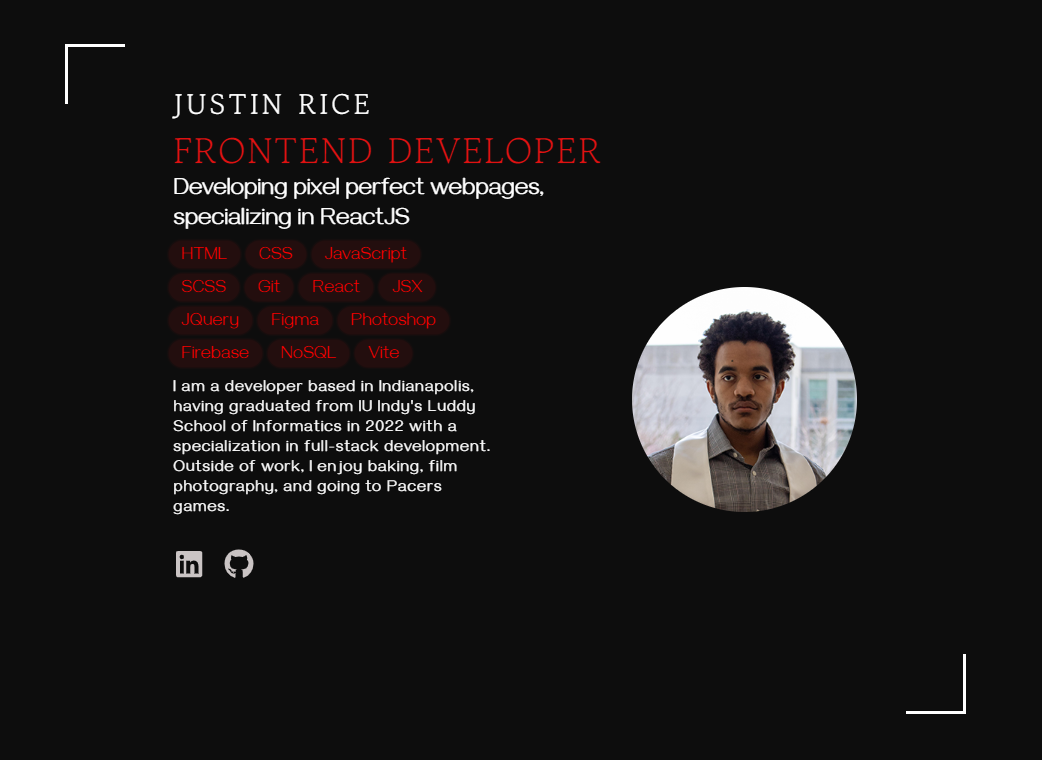 JUSTIN RICE
FRONTEND DEVELOPER
Developing pixel perfect webpages,
specializing in ReactJS
HTML CSS JavaScript
SCSS Git React JSX
JQuery Figma Photoshop
Firebase NoSQL Vite
I am a developer based in Indianapolis,
having graduated from IU Indy's Luddy
School of Informatics in 2022 with a
specialization in full-stack development.
Outside of work, I enjoy baking, film
photography, and going to Pacers
games.
in